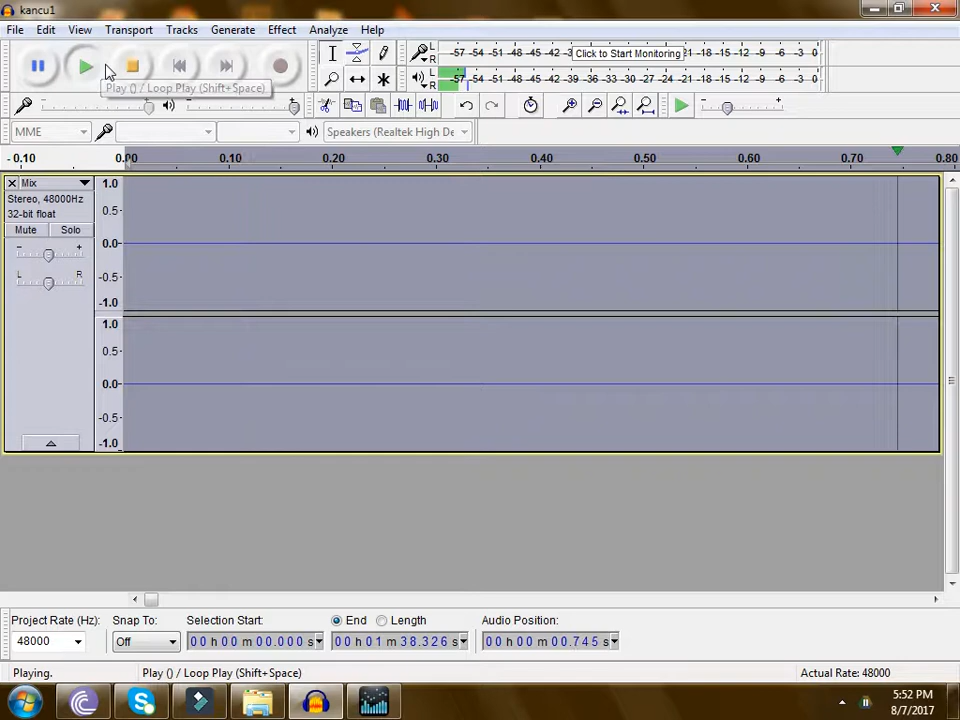 kancu1
File Edit View Transport Tracks Generate Effect Analyze Help
L R -57 -54 -51 -48 -45 -42 -3 Click to Start Monitoring 21 -18 -15 -12 -9 -6 -3 0
L R -57 -54 -51 -48 -45 -42 -39 -36 -33 -30 -27 -24 -21 -18 -15 -12 -9 -6 -3 0
Play () / Loop Play (Shift+Space)
MME Speakers (Realtek High De
- 0.10 0.00 0.10 0.20 0.30 0.40 0.50 0.60 0.70 0.80
Mix 1.0
Stereo, 48000Hz
32-bit float 0.5
Mute Solo
- + 0.0
L R -0.5
-1.0
1.0
0.5
0.0
-0.5
-1.0
Project Rate (Hz): Snap To: Selection Start: End Length Audio Position:
48000 Off 00 h 00 m 00.000 s 00 h 01 m 38.326 s 00 h 00 m 00.745 s
Playing. Play () / Loop Play (Shift+Space) Actual Rate: 48000
5:52 PM
8/7/2017